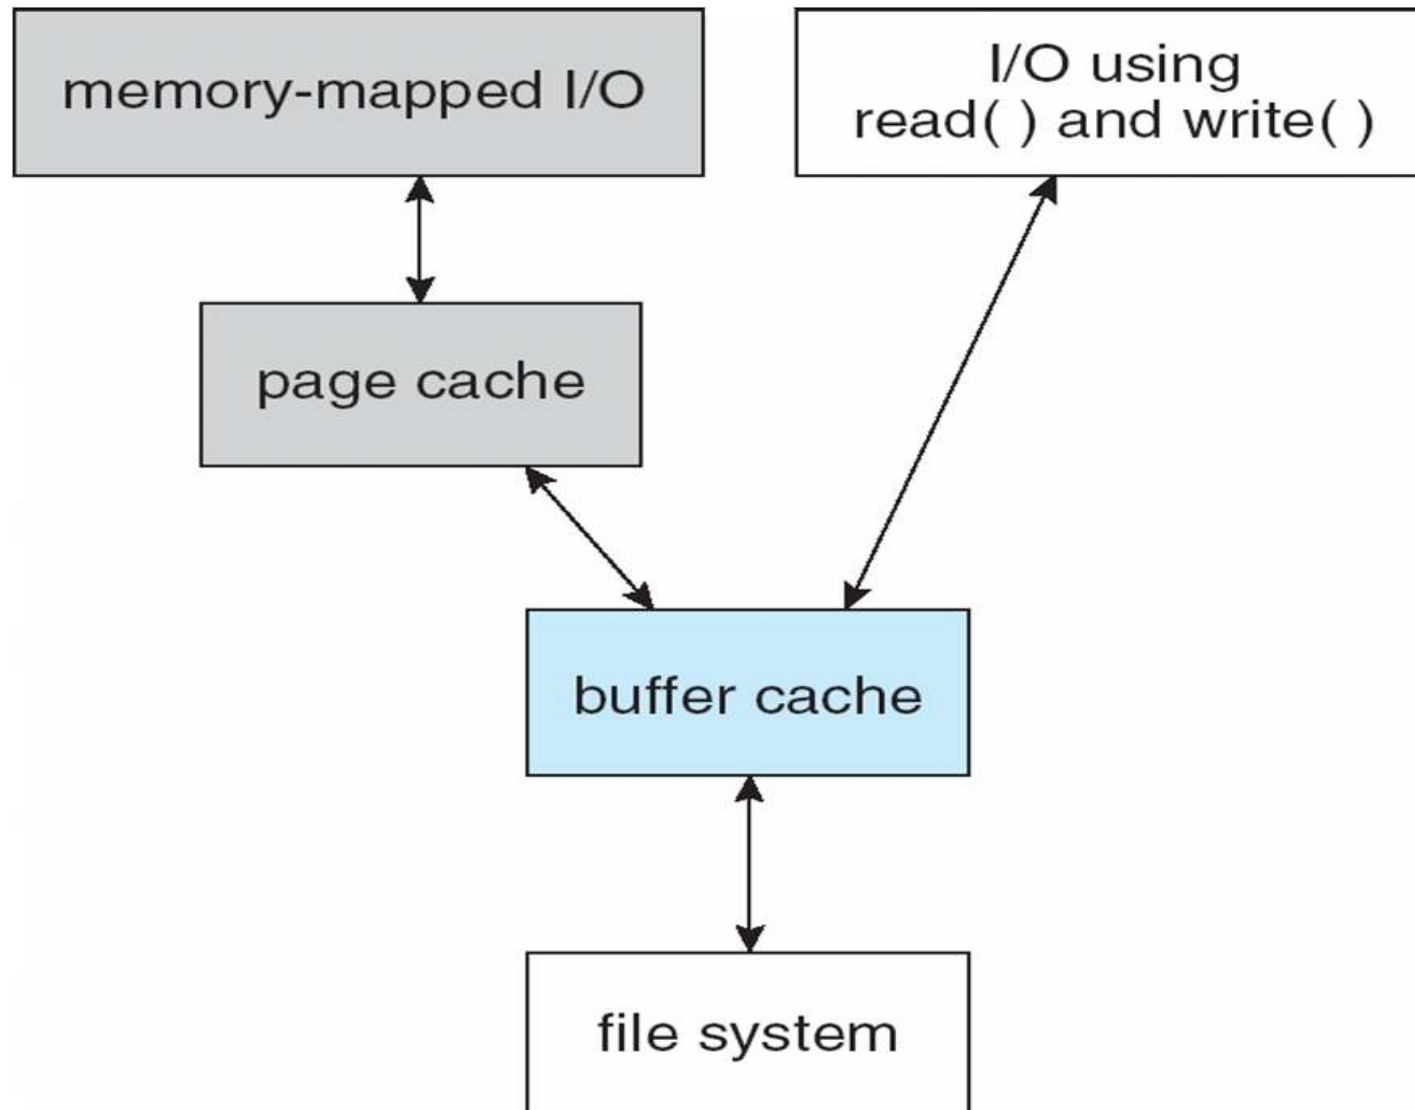 memory-mapped I/O
I/O using
read( ) and write( )
page cache
buffer cache
file system